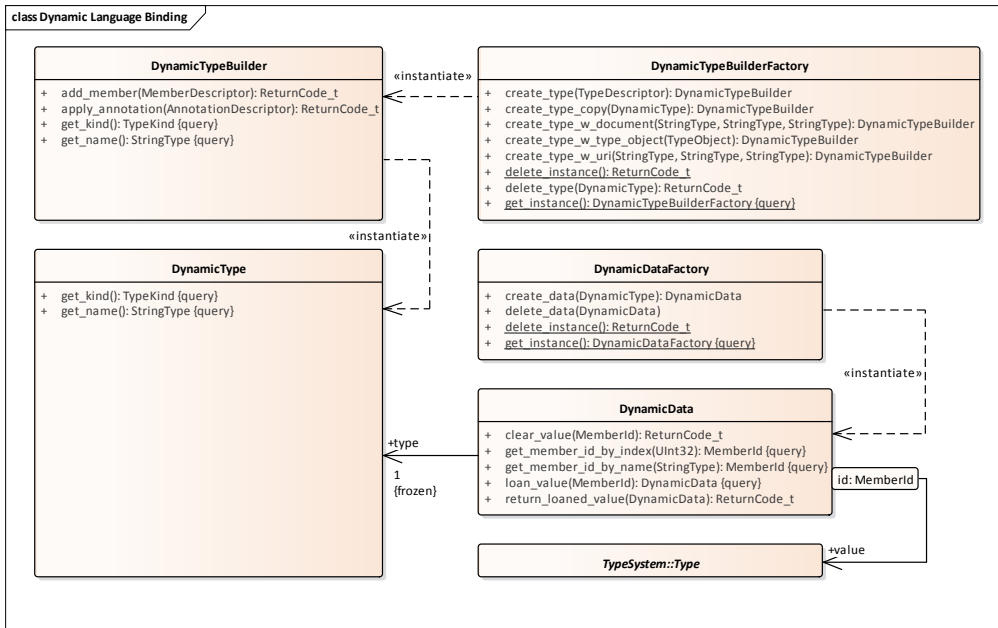 class Dynamic Language Binding
DynamicTypeBuilder
+ add_member(MemberDescriptor): ReturnCode_t
+ apply_annotation(AnnotationDescriptor): ReturnCode_t
+ get_kind(): TypeKind {query}
+ get_name(): StringType {query}
«instantiate»
DynamicTypeBuilderFactory
+ create_type(TypeDescriptor): DynamicTypeBuilder
+ create_type_copy(DynamicType): DynamicTypeBuilder
+ create_type_w_document(StringType, StringType, StringType): DynamicTypeBuilder
+ create_type_w_type_object(TypeObject): DynamicTypeBuilder
+ create_type_w_uri(StringType, StringType, StringType): DynamicTypeBuilder
+ delete_instance(): ReturnCode_t
+ delete_type(DynamicType): ReturnCode_t
+ get_instance(): DynamicTypeBuilderFactory {query}
«instantiate»
DynamicType
+ get_kind(): TypeKind {query}
+ get_name(): StringType {query}
DynamicDataFactory
+ create_data(DynamicType): DynamicData
+ delete_data(DynamicData)
+ delete_instance(): ReturnCode_t
+ get_instance(): DynamicDataFactory {query}
«instantiate»
DynamicData
+ clear_value(MemberId): ReturnCode_t
+ get_member_id_by_index(UInt32): MemberId {query}
+ get_member_id_by_name(StringType): MemberId {query}
+ loan_value(MemberId): DynamicData {query}
+ return_loaned_value(DynamicData): ReturnCode_t
+type
1
{frozen}
id: MemberId
+value
TypeSystem::Type